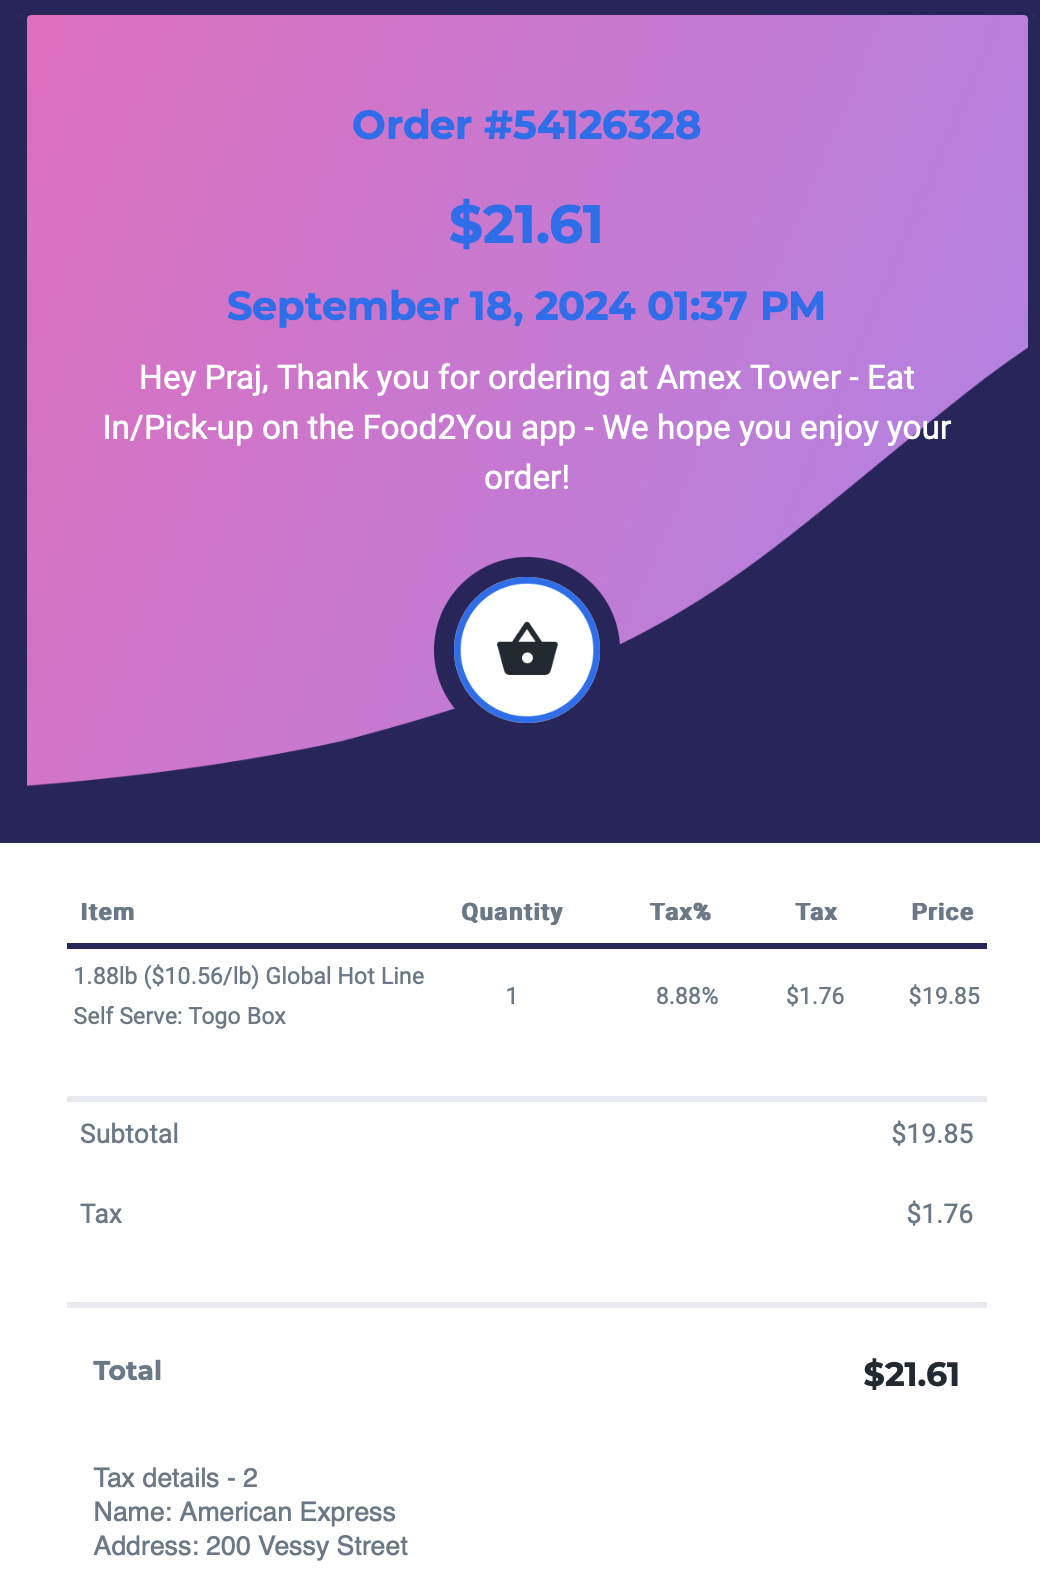 Order #54126328
$21.61
September 18, 2024 01:37 PM
Hey Praj, Thank you for ordering at Amex Tower - Eat
In/Pick-up on the Food2You app - We hope you enjoy your
order!
Item Quantity Tax% Tax Price
1.88lb ($10.56/lb) Global Hot Line
Self Serve: Togo Box
1 8.88% $1.76 $19.85
Subtotal $19.85
Tax $1.76
Total $21.61
Tax details - 2
Name: American Express
Address: 200 Vessy Street